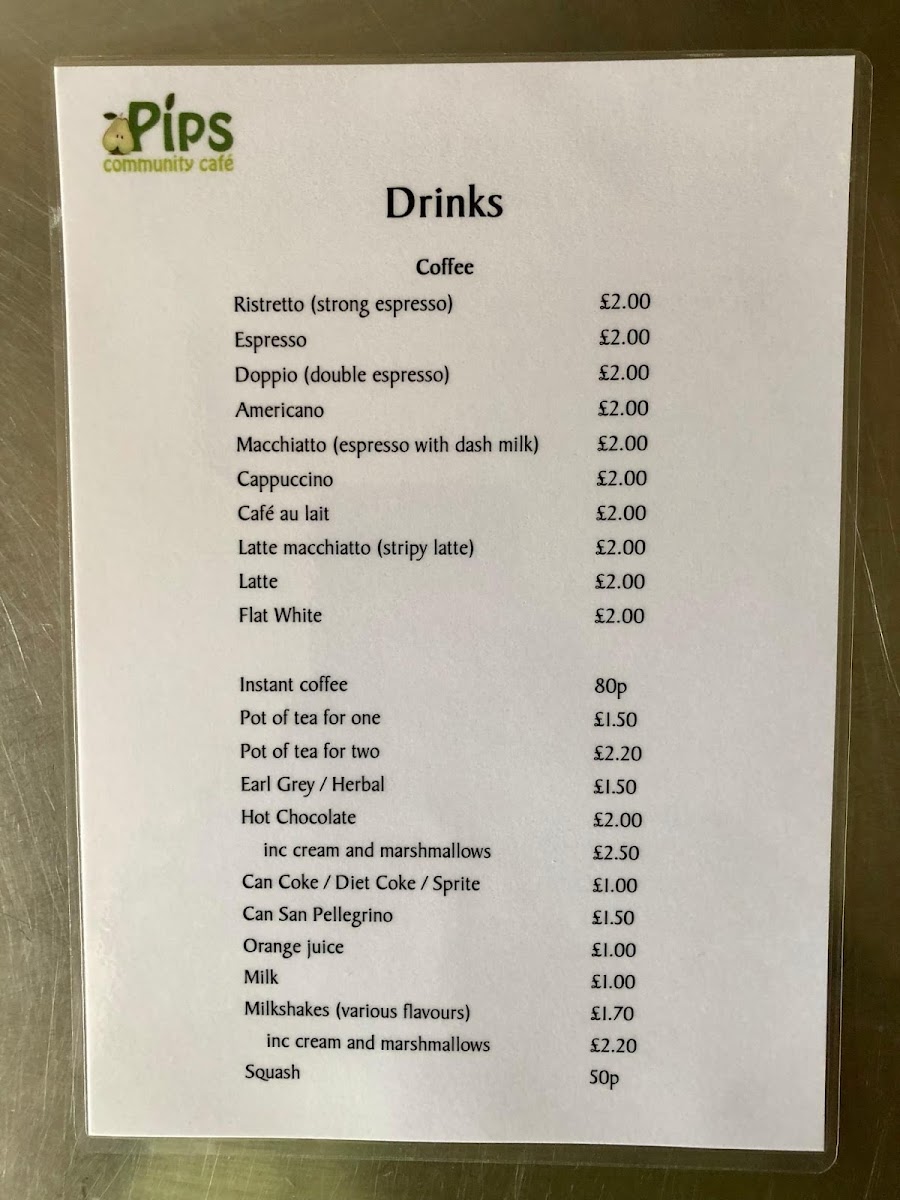 Pips
community café
Drinks
Coffee
Ristretto (strong espresso) £2.00
Espresso £2.00
Doppio (double espresso) £2.00
Americano £2.00
Macchiatto (espresso with dash milk) £2.00
Cappuccino £2.00
Café au lait £2.00
Latte macchiatto (stripy latte) £2.00
Latte £2.00
Flat White £2.00
Instant coffee 80p
Pot of tea for one £1.50
Pot of tea for two £2.20
Earl Grey / Herbal £1.50
Hot Chocolate £2.00
inc cream and marshmallows £2.50
Can Coke / Diet Coke / Sprite £1.00
Can San Pellegrino £1.50
Orange juice £1.00
Milk £1.00
Milkshakes (various flavours) £1.70
inc cream and marshmallows £2.20
Squash 50p